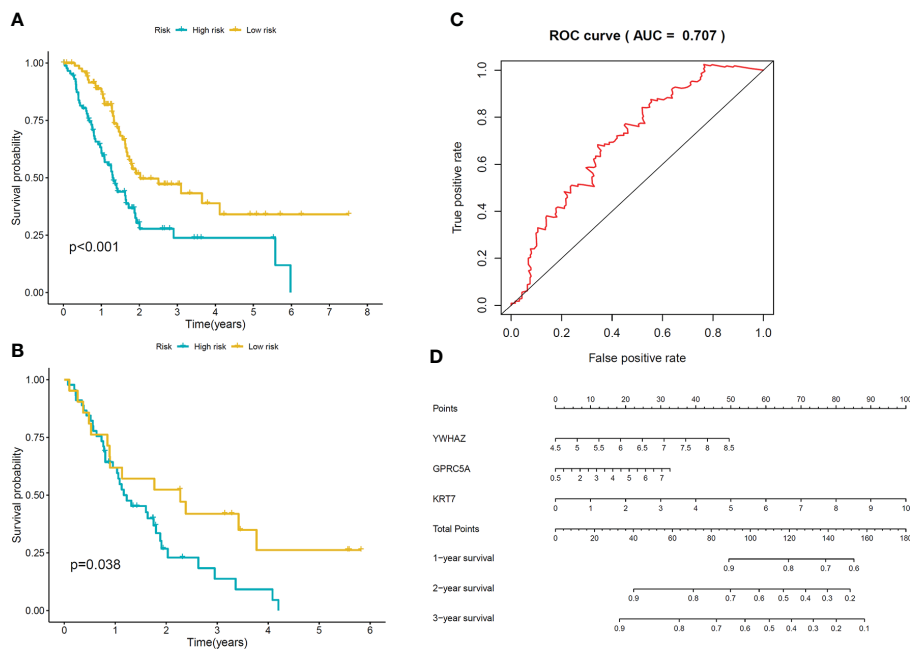 A
Risk High risk Low risk
Survival probability
1.00
0.75
0.50
0.25
0.00
p<0.001
0 1 2 3 4 5 6 7 8
Time(years)
B
Risk High risk Low risk
Survival probability
1.00
0.75
0.50
0.25
0.00
p=0.038
0 1 2 3 4 5 6
Time(years)
C
ROC curve ( AUC = 0.707 )
True positive rate
1.0
0.8
0.6
0.4
0.2
0.0
0.0 0.2 0.4 0.6 0.8 1.0
False positive rate
D
Points
0 10 20 30 40 50 60 70 80 90 100
YWHAZ
4.5 5 5.5 6 6.5 7 7.5 8 8.5
GPRC5A
0.5 2 3 4 5 6 7
KRT7
0 1 2 3 4 5 6 7 8 9 10
Total Points
0 20 40 60 80 100 120 140 160 180
1-year survival
0.9 0.8 0.7 0.6
2-year survival
0.9 0.8 0.7 0.6 0.5 0.4 0.3 0.2
3-year survival
0.9 0.8 0.7 0.6 0.5 0.4 0.3 0.2 0.1